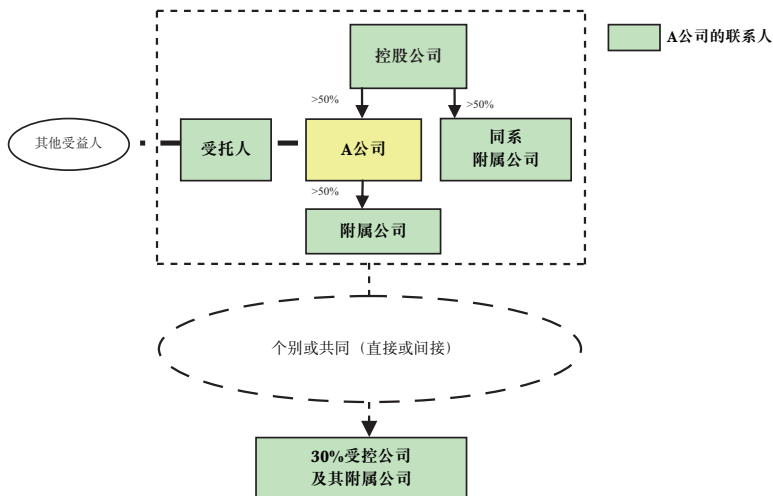 A公司的联系人
控股公司
>50%
>50%
其他受益人
受托人
A公司
同系
附属公司
>50%
附属公司
个别或共同（直接或间接）
30%受控公司
及其附属公司